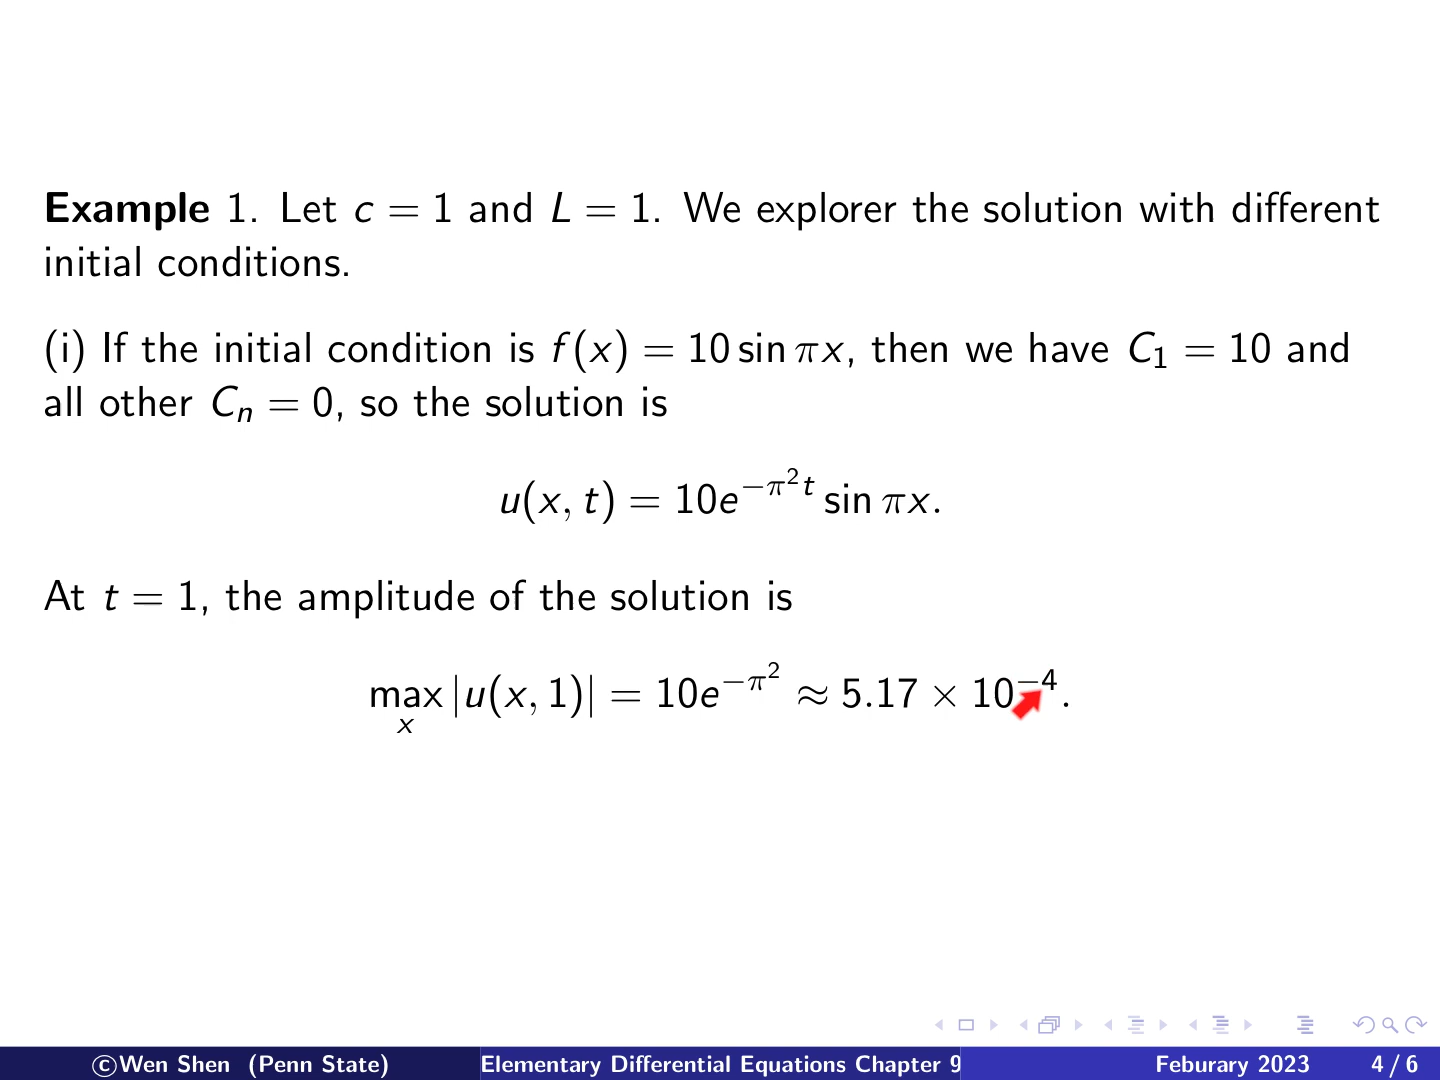 Example 1. Let c = 1 and L = 1. We explorer the solution with different
initial conditions.
(i) If the initial condition is f(x) = 10 sin πx, then we have C₁ = 10 and
all other Cₙ = 0, so the solution is
u(x, t) = 10e^{−π²t} sin πx.
At t = 1, the amplitude of the solution is
max_x |u(x, 1)| = 10e^{−π²} ≈ 5.17 × 10⁻⁴.
©Wen Shen (Penn State) Elementary Differential Equations Chapter 9 Feburary 2023 4 / 6